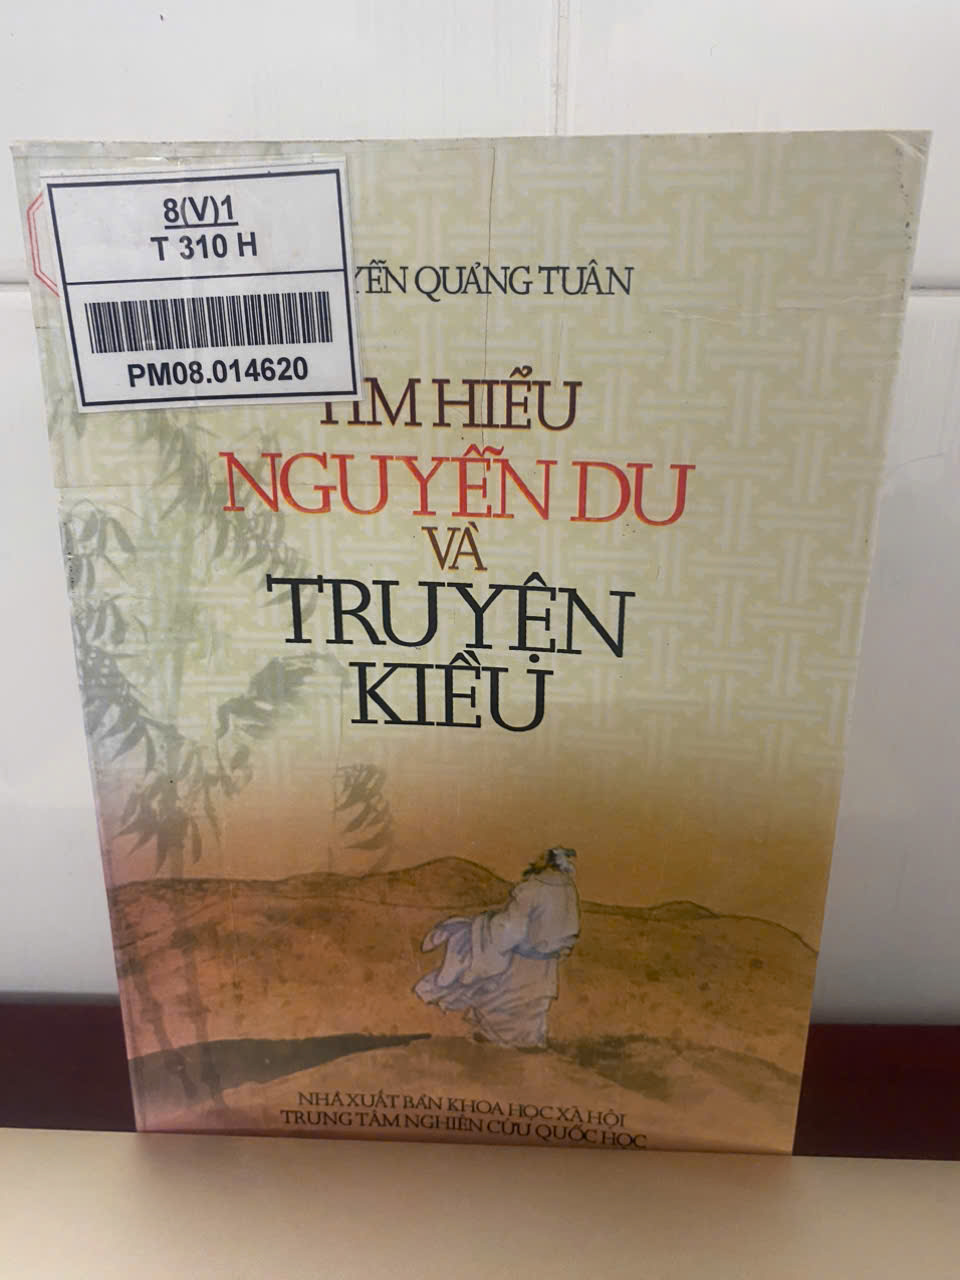 8(V)1
T 310 H
PM08.014620
YỄN QUẢNG TUÂN
TÌM HIỂU
NGUYỄN DU
VÀ
TRUYỆN
KIỀU
NHÀ XUẤT BẢN KHOA HỌC XÃ HỘI
TRUNG TÂM NGHIÊN CỨU QUỐC HỌC